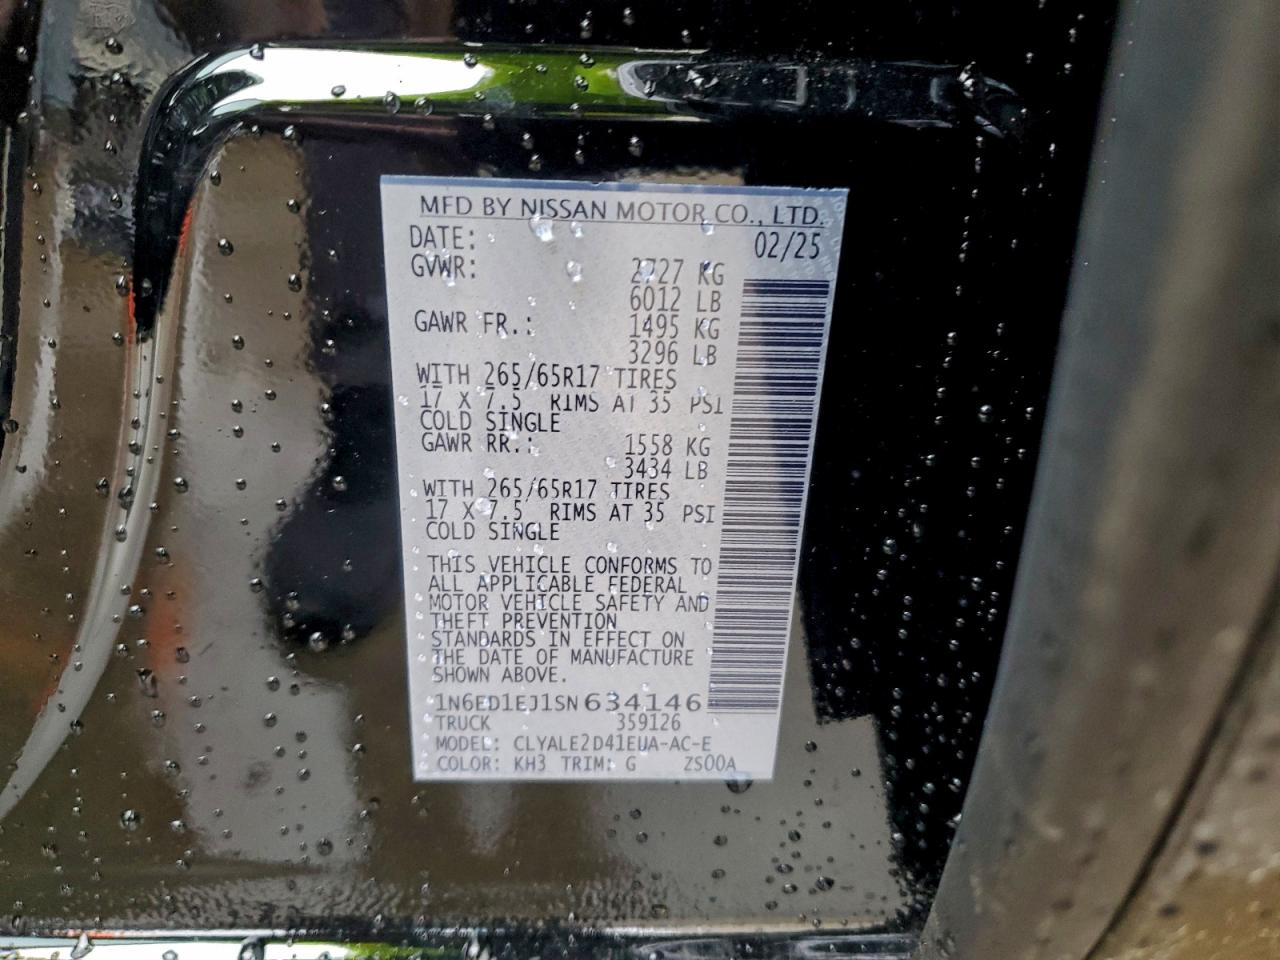 MFD BY NISSAN MOTOR CO., LTD.
DATE: 02/25
GVWR: 2727 KG
6012 LB
GAWR FR.: 1495 KG
3296 LB
WITH 265/65R17 TIRES
17 X 7.5 RIMS AT 35 PSI
COLD SINGLE
GAWR RR.: 1558 KG
3434 LB
WITH 265/65R17 TIRES
17 X 7.5 RIMS AT 35 PSI
COLD SINGLE
THIS VEHICLE CONFORMS TO
ALL APPLICABLE FEDERAL
MOTOR VEHICLE SAFETY AND
THEFT PREVENTION
STANDARDS IN EFFECT ON
THE DATE OF MANUFACTURE
SHOWN ABOVE.
1N6ED1EJ1SN634146
TRUCK 359126
MODEL: CLYALE2D41EUA-AC-E
COLOR: KH3 TRIM: G ZS00A